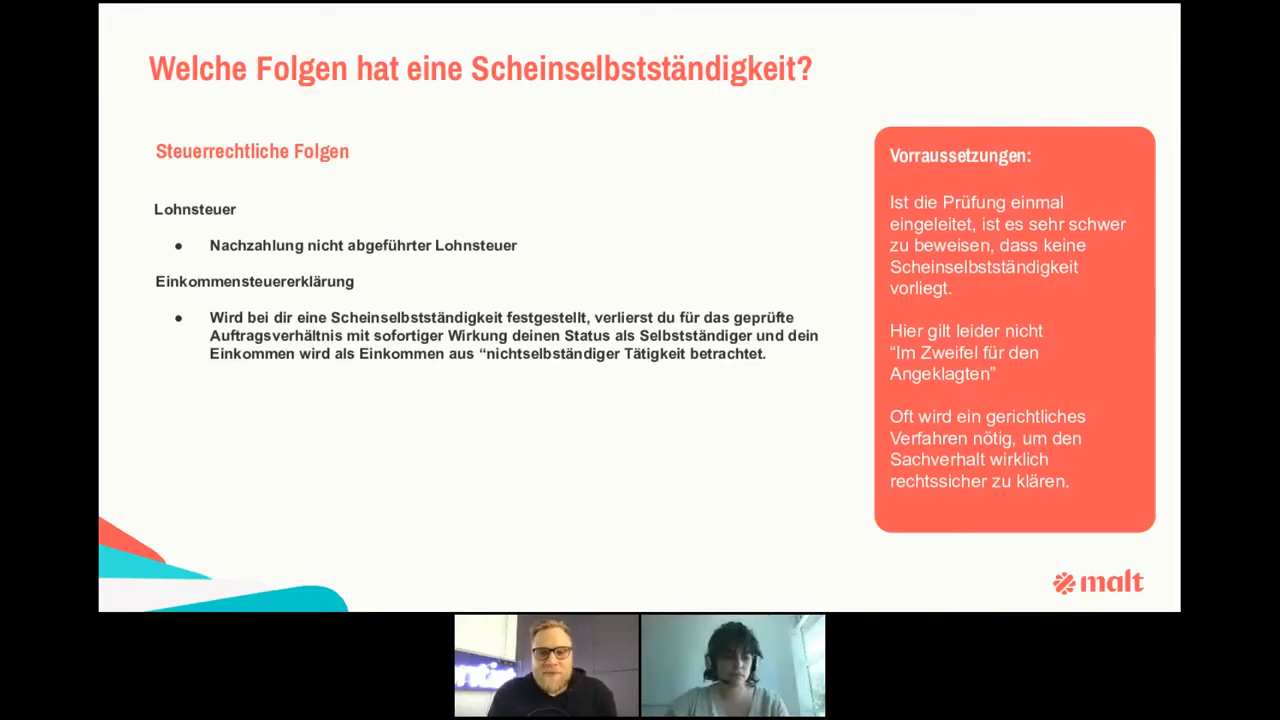 Welche Folgen hat eine Scheinselbstständigkeit?
Steuerrechtliche Folgen
Lohnsteuer
● Nachzahlung nicht abgeführter Lohnsteuer
Einkommensteuererklärung
● Wird bei dir eine Scheinselbstständigkeit festgestellt, verlierst du für das geprüfte
Auftragsverhältnis mit sofortiger Wirkung deinen Status als Selbstständiger und dein
Einkommen wird als Einkommen aus “nichtselbständiger Tätigkeit betrachtet.
Vorraussetzungen:
Ist die Prüfung einmal
eingeleitet, ist es sehr schwer
zu beweisen, dass keine
Scheinselbstständigkeit
vorliegt.
Hier gilt leider nicht
“Im Zweifel für den
Angeklagten”
Oft wird ein gerichtliches
Verfahren nötig, um den
Sachverhalt wirklich
rechtssicher zu klären.
malt